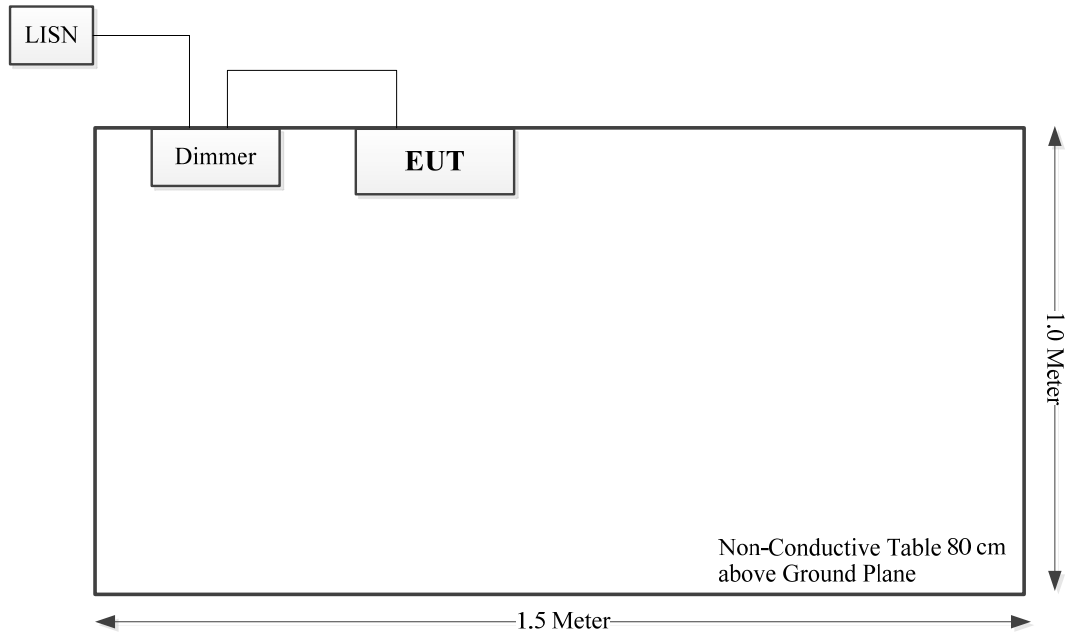 LISN
Dimmer
EUT
1.0 Meter
Non-Conductive Table 80 cm
above Ground Plane
1.5 Meter